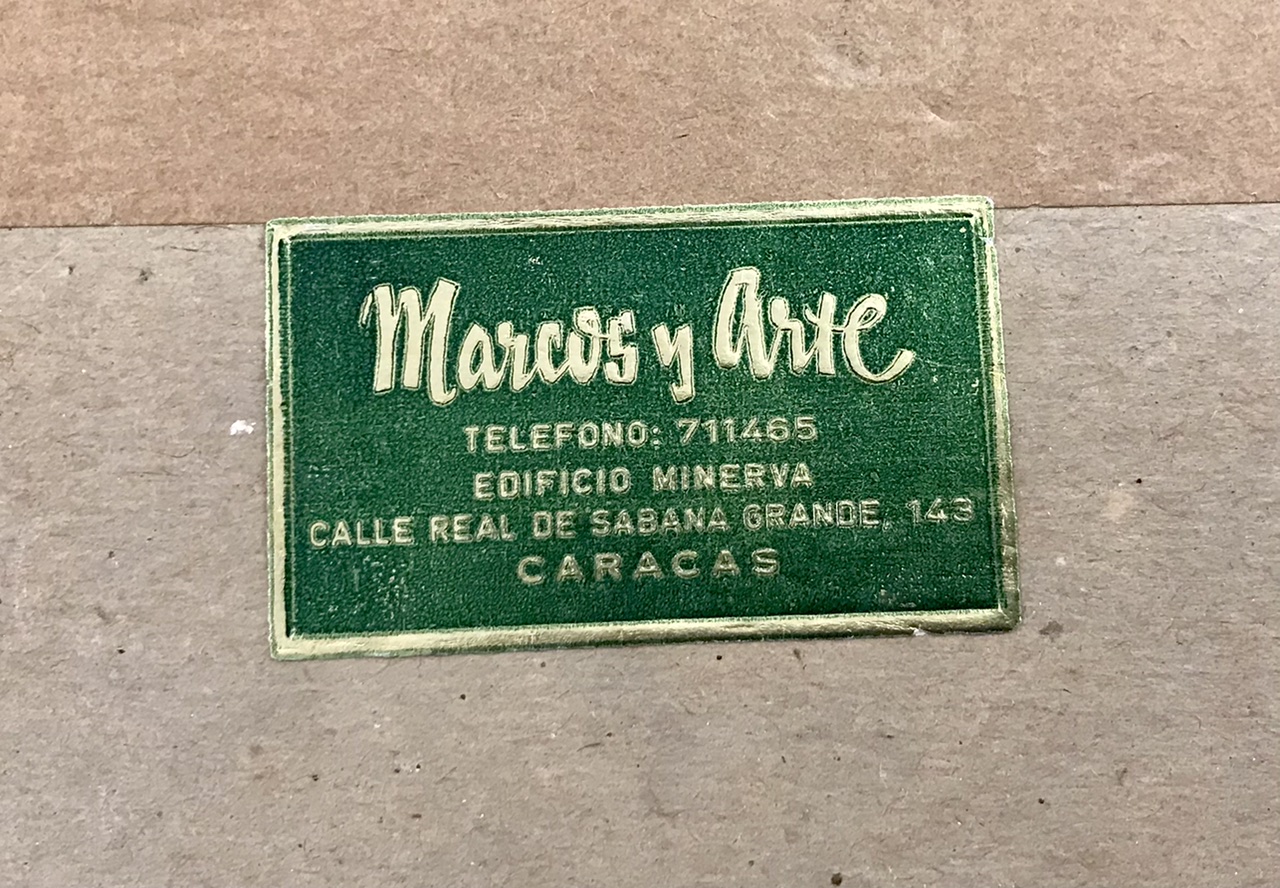 Marcos y Arte
TELEFONO: 711465
EDIFICIO MINERVA
CALLE REAL DE SABANA GRANDE, 143
CARACAS